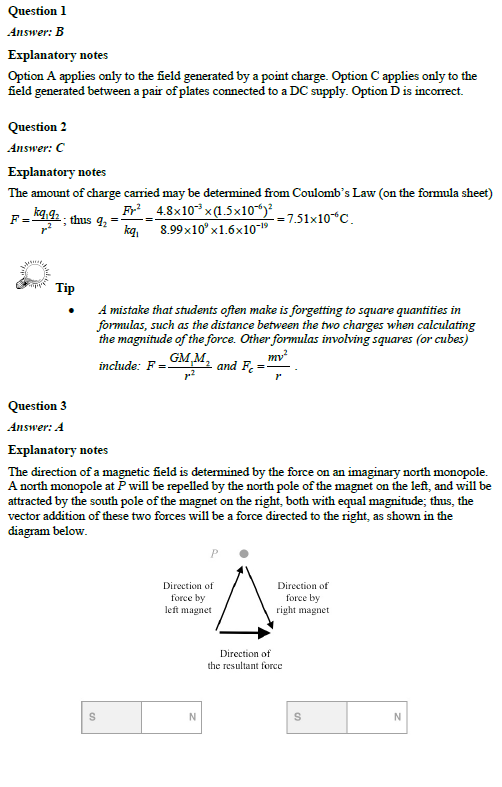 Question 1
Answer: B
Explanatory notes
Option A applies only to the field generated by a point charge. Option C applies only to the
field generated between a pair of plates connected to a DC supply. Option D is incorrect.
Question 2
Answer: C
Explanatory notes
The amount of charge carried may be determined from Coulomb's Law (on the formula sheet)
F = kq₁q₂/r² ; thus q₂ = Fr²/kq₁ = 4.8×10⁻³×(1.5×10⁻⁶)²/8.99×10⁹×1.6×10⁻¹⁹ = 7.51×10⁻⁶C.
Tip
• A mistake that students often make is forgetting to square quantities in
formulas, such as the distance between the two charges when calculating
the magnitude of the force. Other formulas involving squares (or cubes)
include: F = GM₁M₂/r² and F_c = mv²/r .
Question 3
Answer: A
Explanatory notes
The direction of a magnetic field is determined by the force on an imaginary north monopole.
A north monopole at P will be repelled by the north pole of the magnet on the left, and will be
attracted by the south pole of the magnet on the right, both with equal magnitude; thus, the
vector addition of these two forces will be a force directed to the right, as shown in the
diagram below.
P
Direction of
force by
left magnet
Direction of
force by
right magnet
Direction of
the resultant force
S N S N